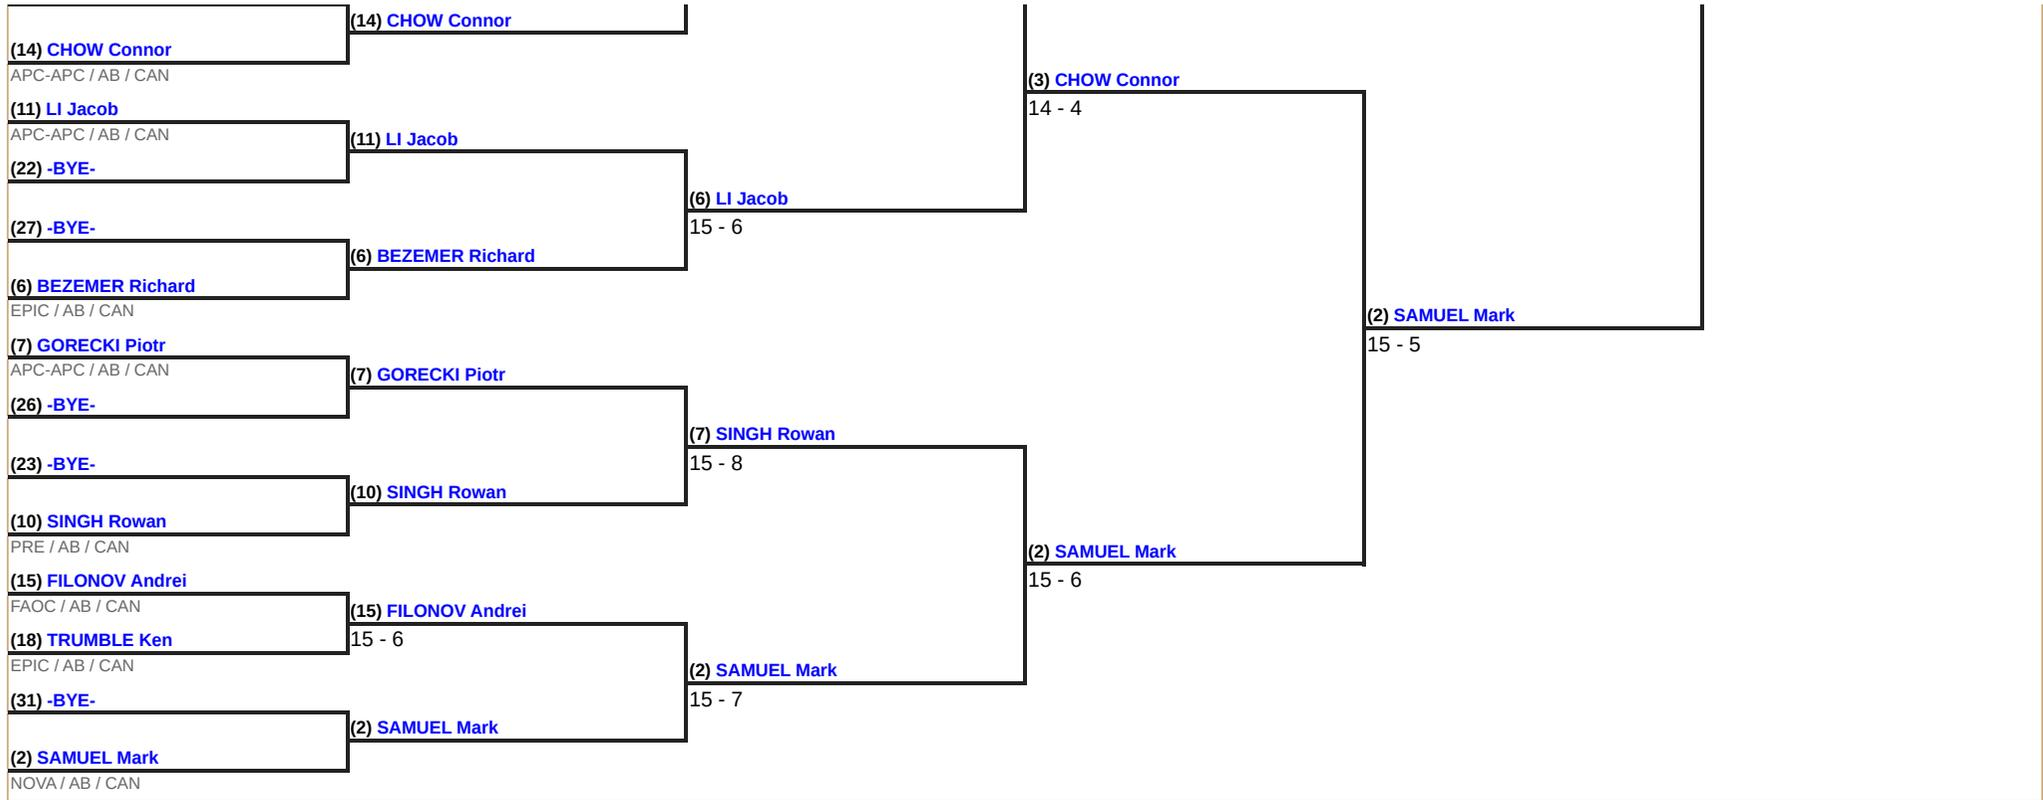 (14) CHOW Connor
(14) CHOW Connor
APC-APC / AB / CAN
(3) CHOW Connor
14 - 4
(11) LI Jacob
APC-APC / AB / CAN
(11) LI Jacob
(22) -BYE-
(6) LI Jacob
15 - 6
(27) -BYE-
(6) BEZEMER Richard
(6) BEZEMER Richard
EPIC / AB / CAN
(2) SAMUEL Mark
15 - 5
(7) GORECKI Piotr
APC-APC / AB / CAN
(7) GORECKI Piotr
(26) -BYE-
(7) SINGH Rowan
15 - 8
(23) -BYE-
(10) SINGH Rowan
(10) SINGH Rowan
PRE / AB / CAN
(2) SAMUEL Mark
15 - 6
(15) FILONOV Andrei
FAOC / AB / CAN
(15) FILONOV Andrei
15 - 6
(18) TRUMBLE Ken
EPIC / AB / CAN
(2) SAMUEL Mark
15 - 7
(31) -BYE-
(2) SAMUEL Mark
(2) SAMUEL Mark
NOVA / AB / CAN